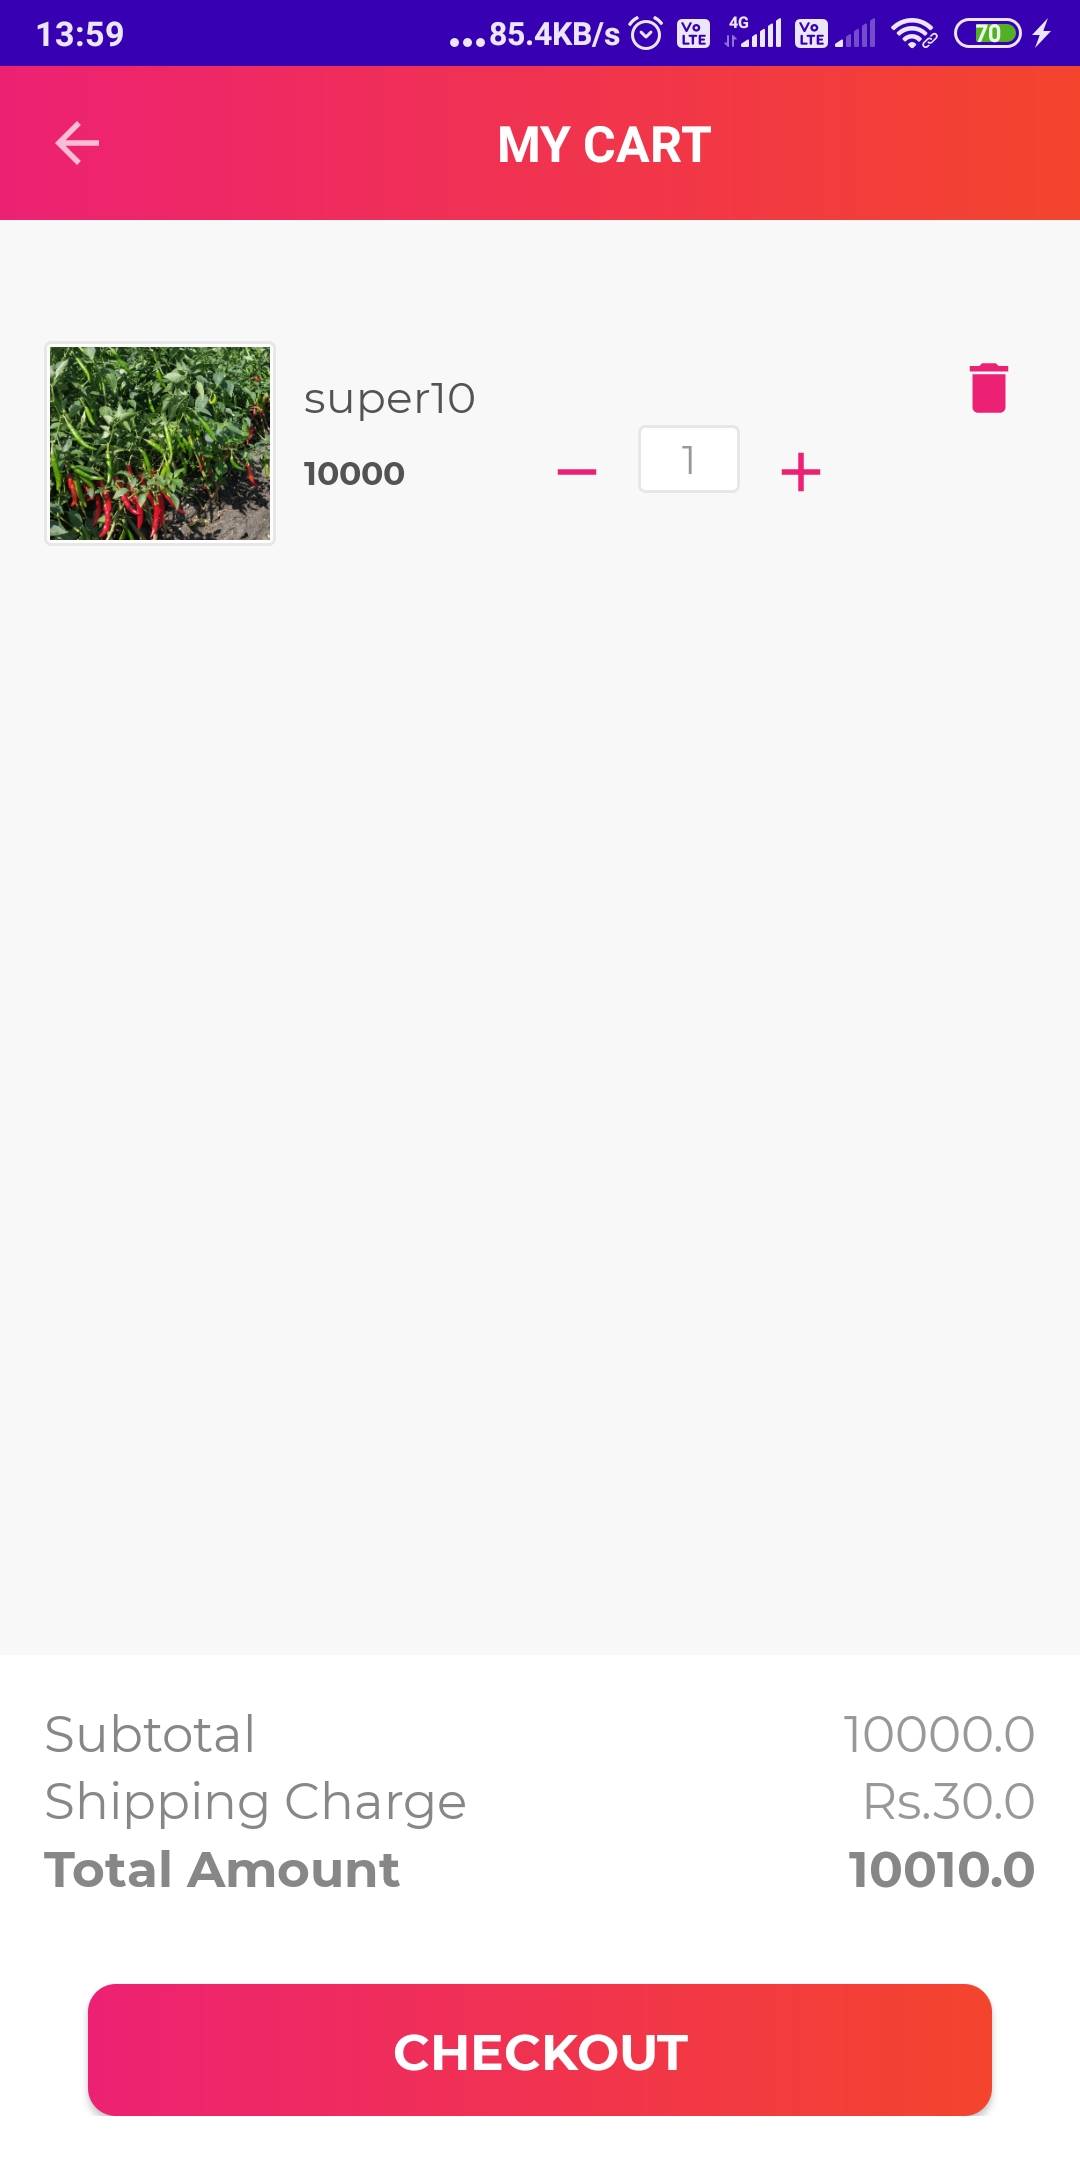 13:59 ...85.4KB/s Vo LTE 4G Vo LTE 70
MY CART
super10
10000
1
Subtotal 10000.0
Shipping Charge Rs.30.0
Total Amount 10010.0
CHECKOUT